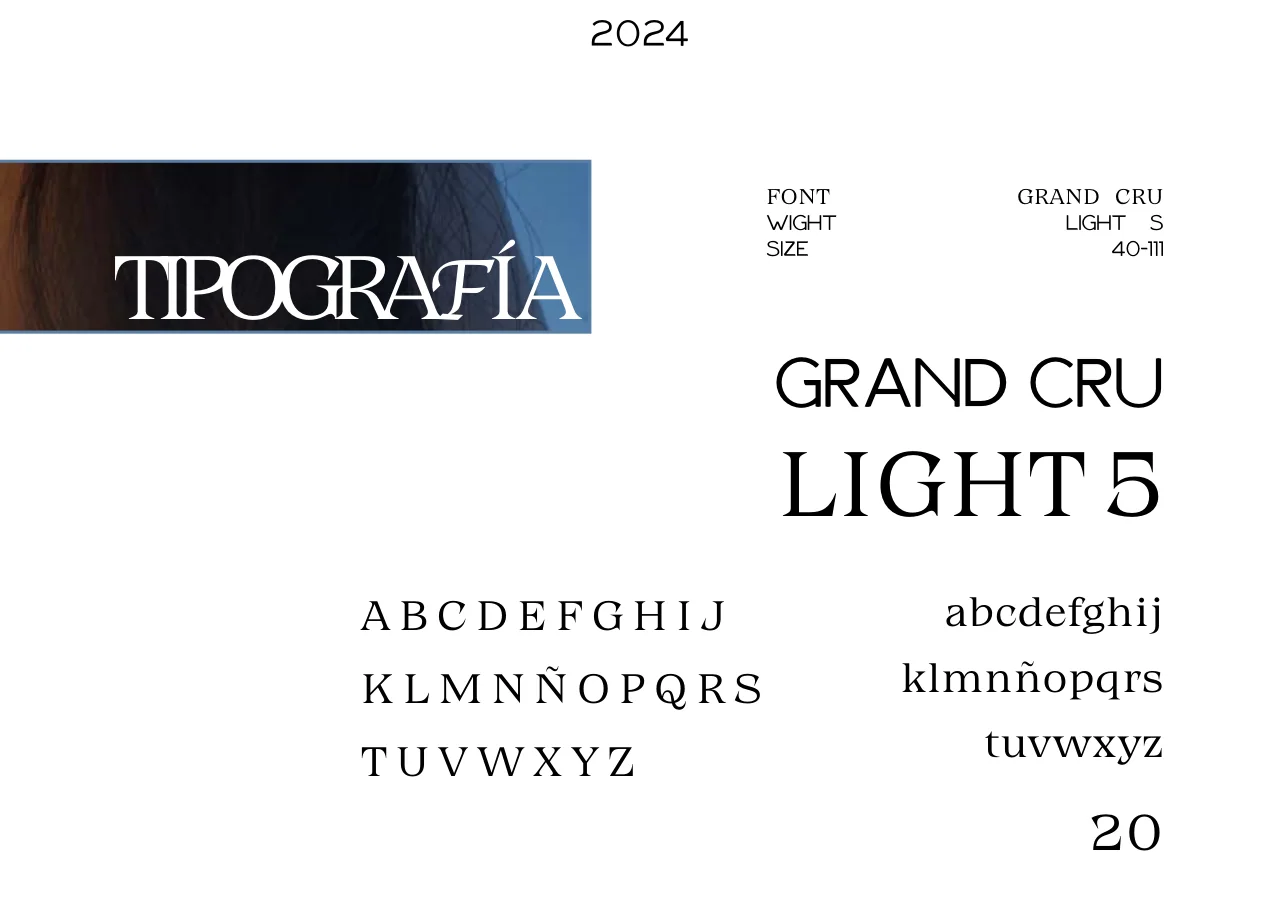 2024
TIPOGRAFÍA
FONT GRAND CRU
WIGHT LIGHT S
SIZE 40-111
GRAND CRU
LIGHT 5
A B C D E F G H I J
K L M N Ñ O P Q R S
T U V W X Y Z
abcdefghij
klmnñopqrs
tuvwxyz
20